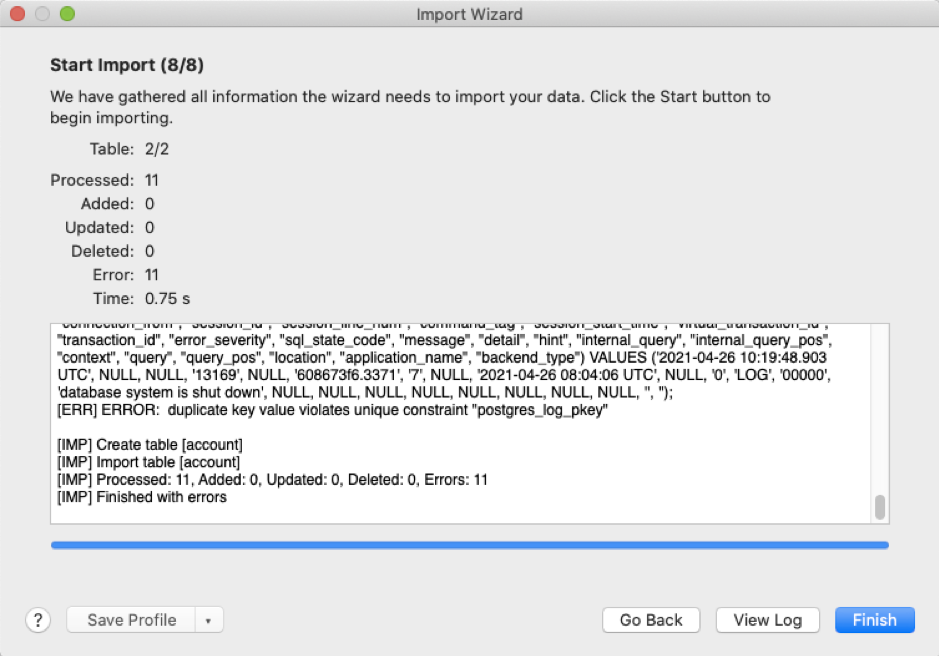 Import Wizard
Start Import (8/8)
We have gathered all information the wizard needs to import your data. Click the Start button to
begin importing.
Table: 2/2
Processed: 11
Added: 0
Updated: 0
Deleted: 0
Error: 11
Time: 0.75 s
"connection_from", "session_id", "session_line_num", "command_tag", "session_start_time", "virtual_transaction_id",
"transaction_id", "error_severity", "sql_state_code", "message", "detail", "hint", "internal_query", "internal_query_pos",
"context", "query", "query_pos", "location", "application_name", "backend_type") VALUES ('2021-04-26 10:19:48.903
UTC', NULL, NULL, '13169', NULL, '608673f6.3371', '7', NULL, '2021-04-26 08:04:06 UTC', NULL, '0', 'LOG', '00000',
'database system is shut down', NULL, NULL, NULL, NULL, NULL, NULL, NULL, NULL, '', '');
[ERR] ERROR:  duplicate key value violates unique constraint "postgres_log_pkey"
[IMP] Create table [account]
[IMP] Import table [account]
[IMP] Processed: 11, Added: 0, Updated: 0, Deleted: 0, Errors: 11
[IMP] Finished with errors
? Save Profile Go Back View Log Finish